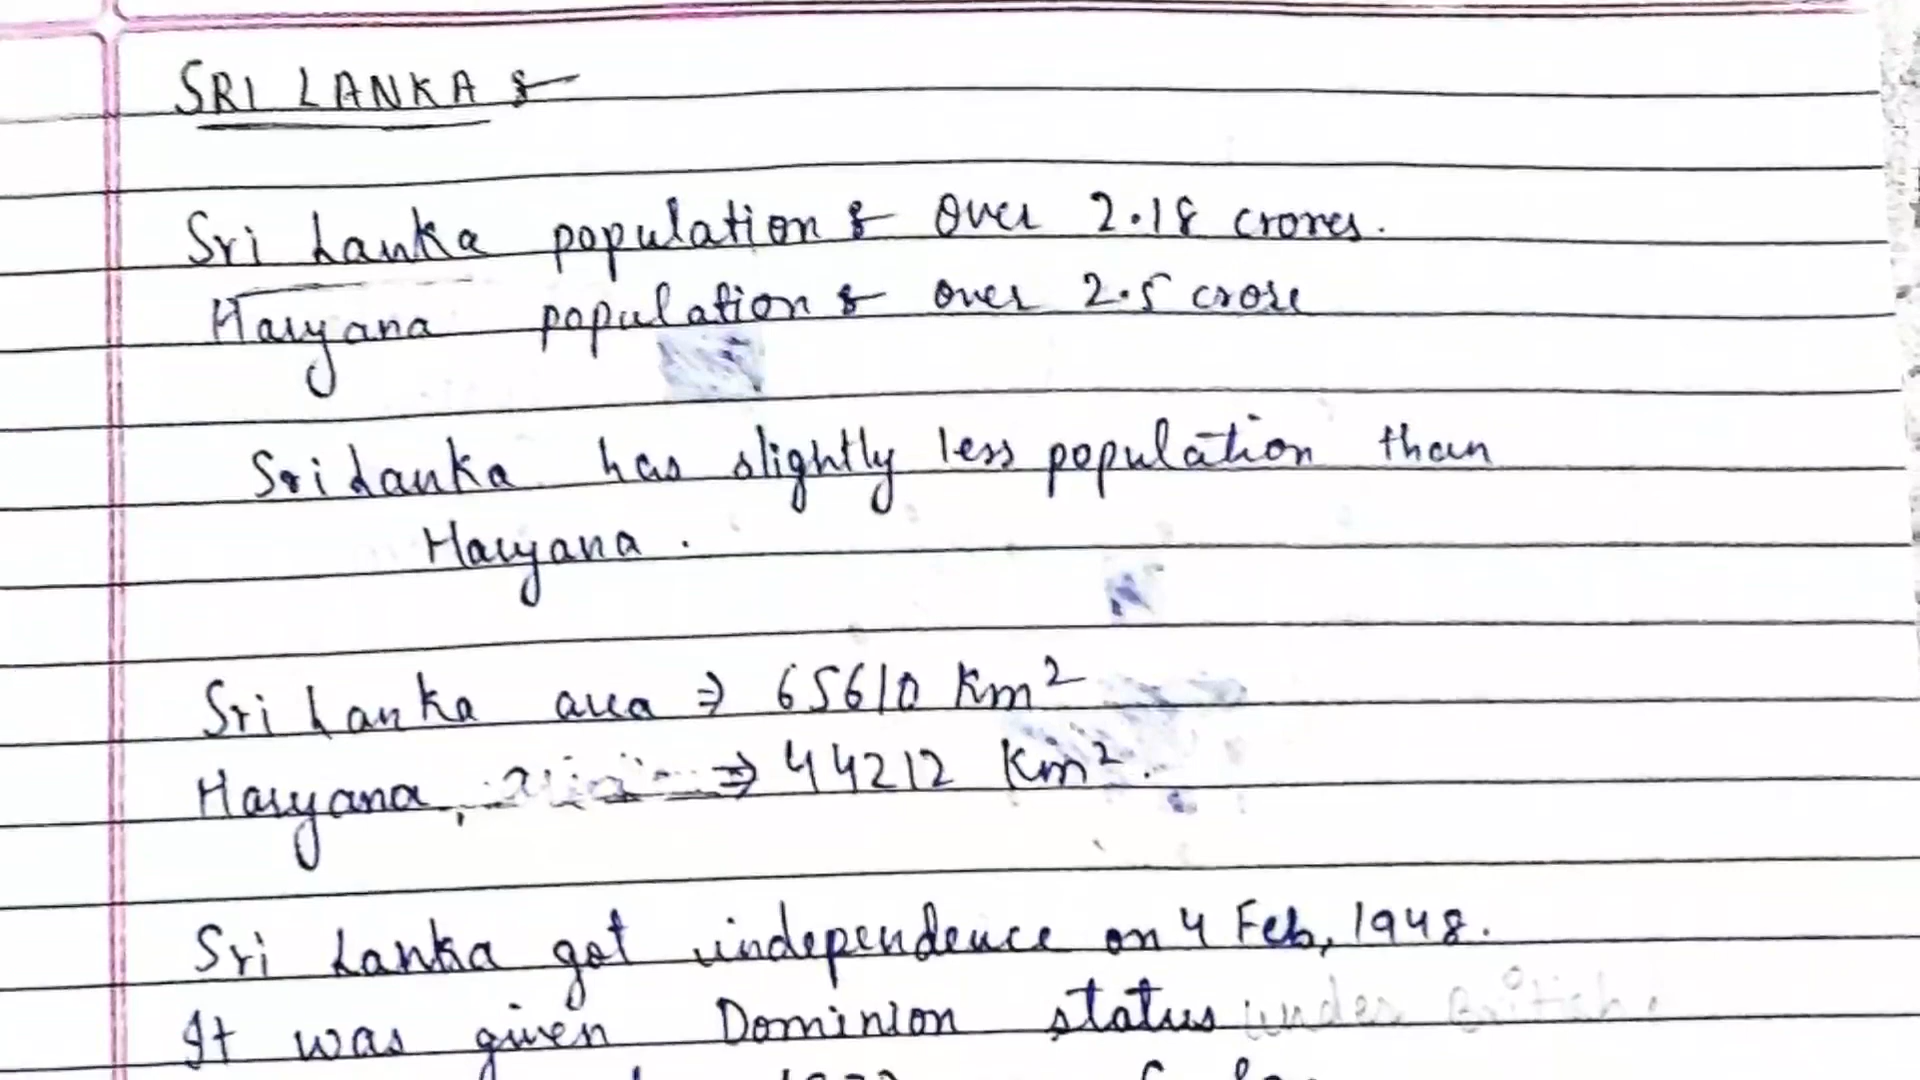 SRI LANKA :-
Sri Lanka population :- Over 2.18 crores.
Haryana population :- over 2.5 crore
Sri Lanka has slightly less population than
Haryana.
Sri Lanka area ⇒ 65610 Km²
Haryana ⇒ 44212 Km².
Sri Lanka got independence on 4 Feb, 1948.
It was given Dominion status under British.